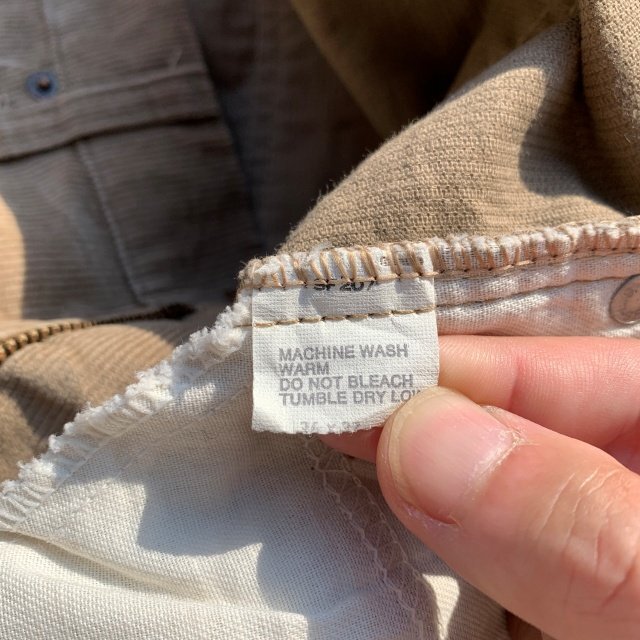 MACHINE WASH
WARM
DO NOT BLEACH
TUMBLE DRY LOW